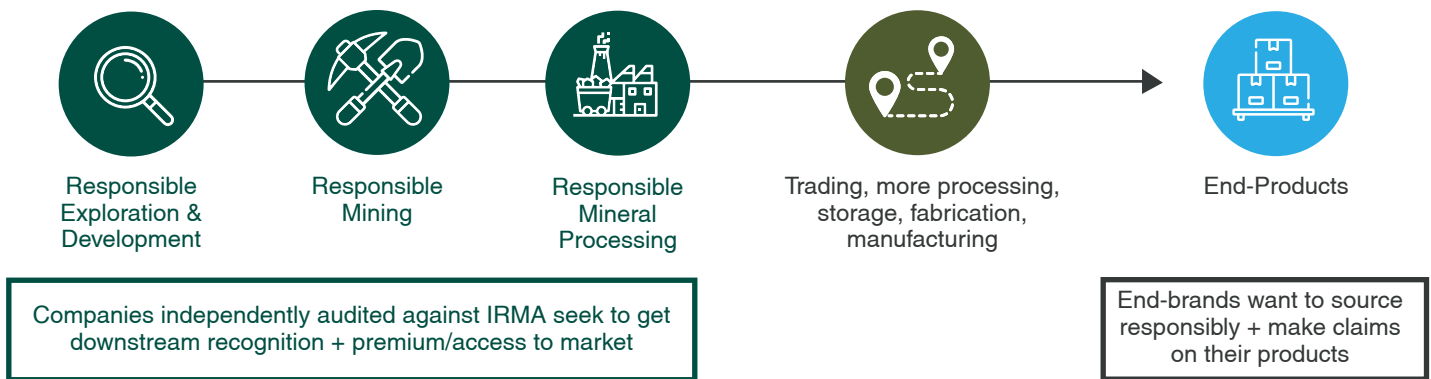 Responsible
Exploration &
Development
Responsible
Mining
Responsible
Mineral
Processing
Trading, more processing,
storage, fabrication,
manufacturing
End-Products
Companies independently audited against IRMA seek to get
downstream recognition + premium/access to market
End-brands want to source
responsibly + make claims
on their products